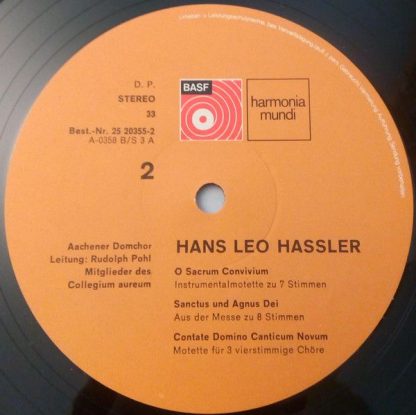 Urheber- u. Leistungsschutzrechte
D. P.
STEREO
33
Best.-Nr. 25 20355-2
A-0358 B/S 3 A
2
BASF
harmonia
mundi
Aachener Domchor
Leitung: Rudolph Pohl
Mitglieder des
Collegium aureum
HANS LEO HASSLER
O Sacrum Convivium
Instrumentalmotette zu 7 Stimmen
Sanctus und Agnus Dei
Aus der Messe zu 8 Stimmen
Contate Domino Canticum Novum
Motette für 3 vierstimmige Chöre